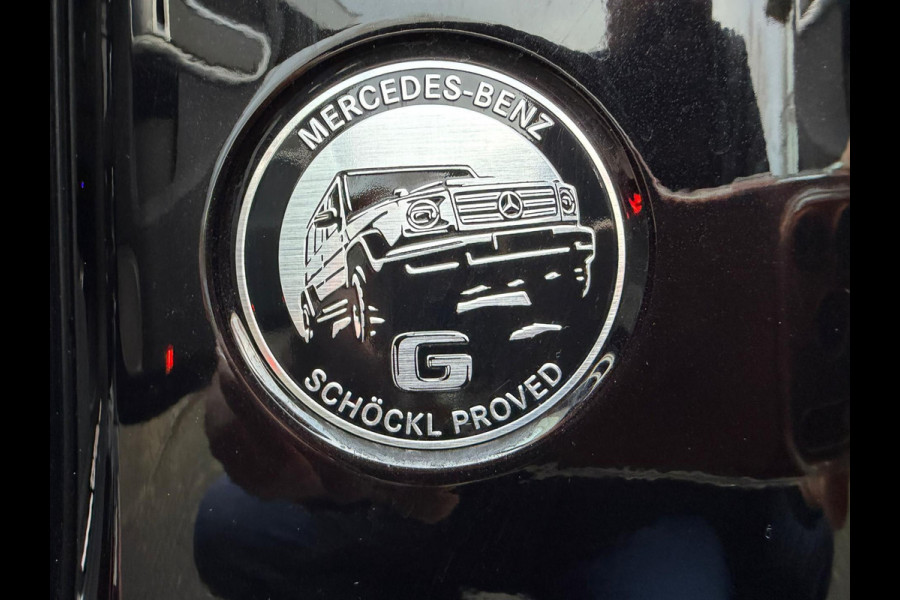 MERCEDES-BENZ
G
SCHÖCKL PROVED